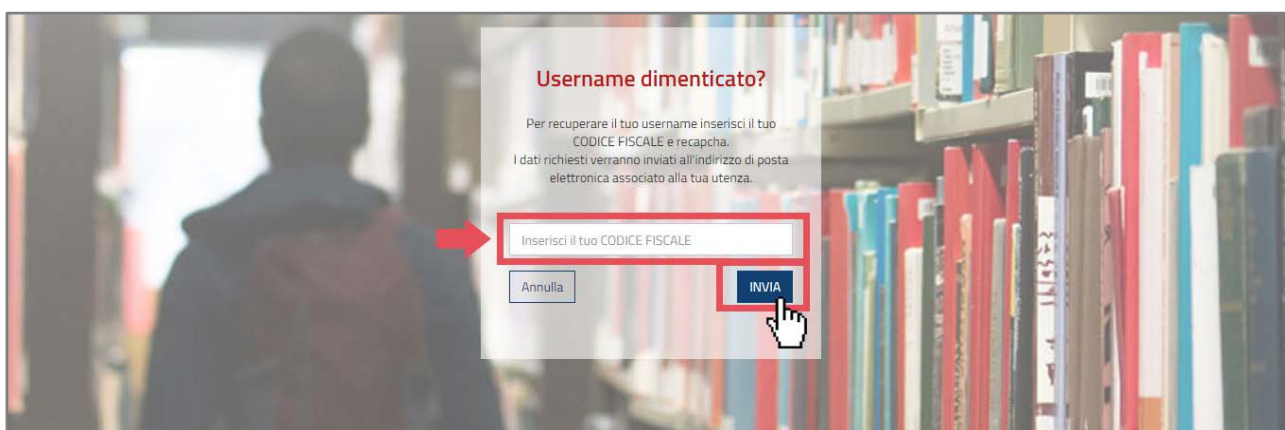 Username dimenticato?
Per recuperare il tuo username inserisci il tuo
CODICE FISCALE e recapcha.
I dati richiesti verranno inviati all'indirizzo di posta
elettronica associato alla tua utenza.
Inserisci il tuo CODICE FISCALE
Annulla
INVIA